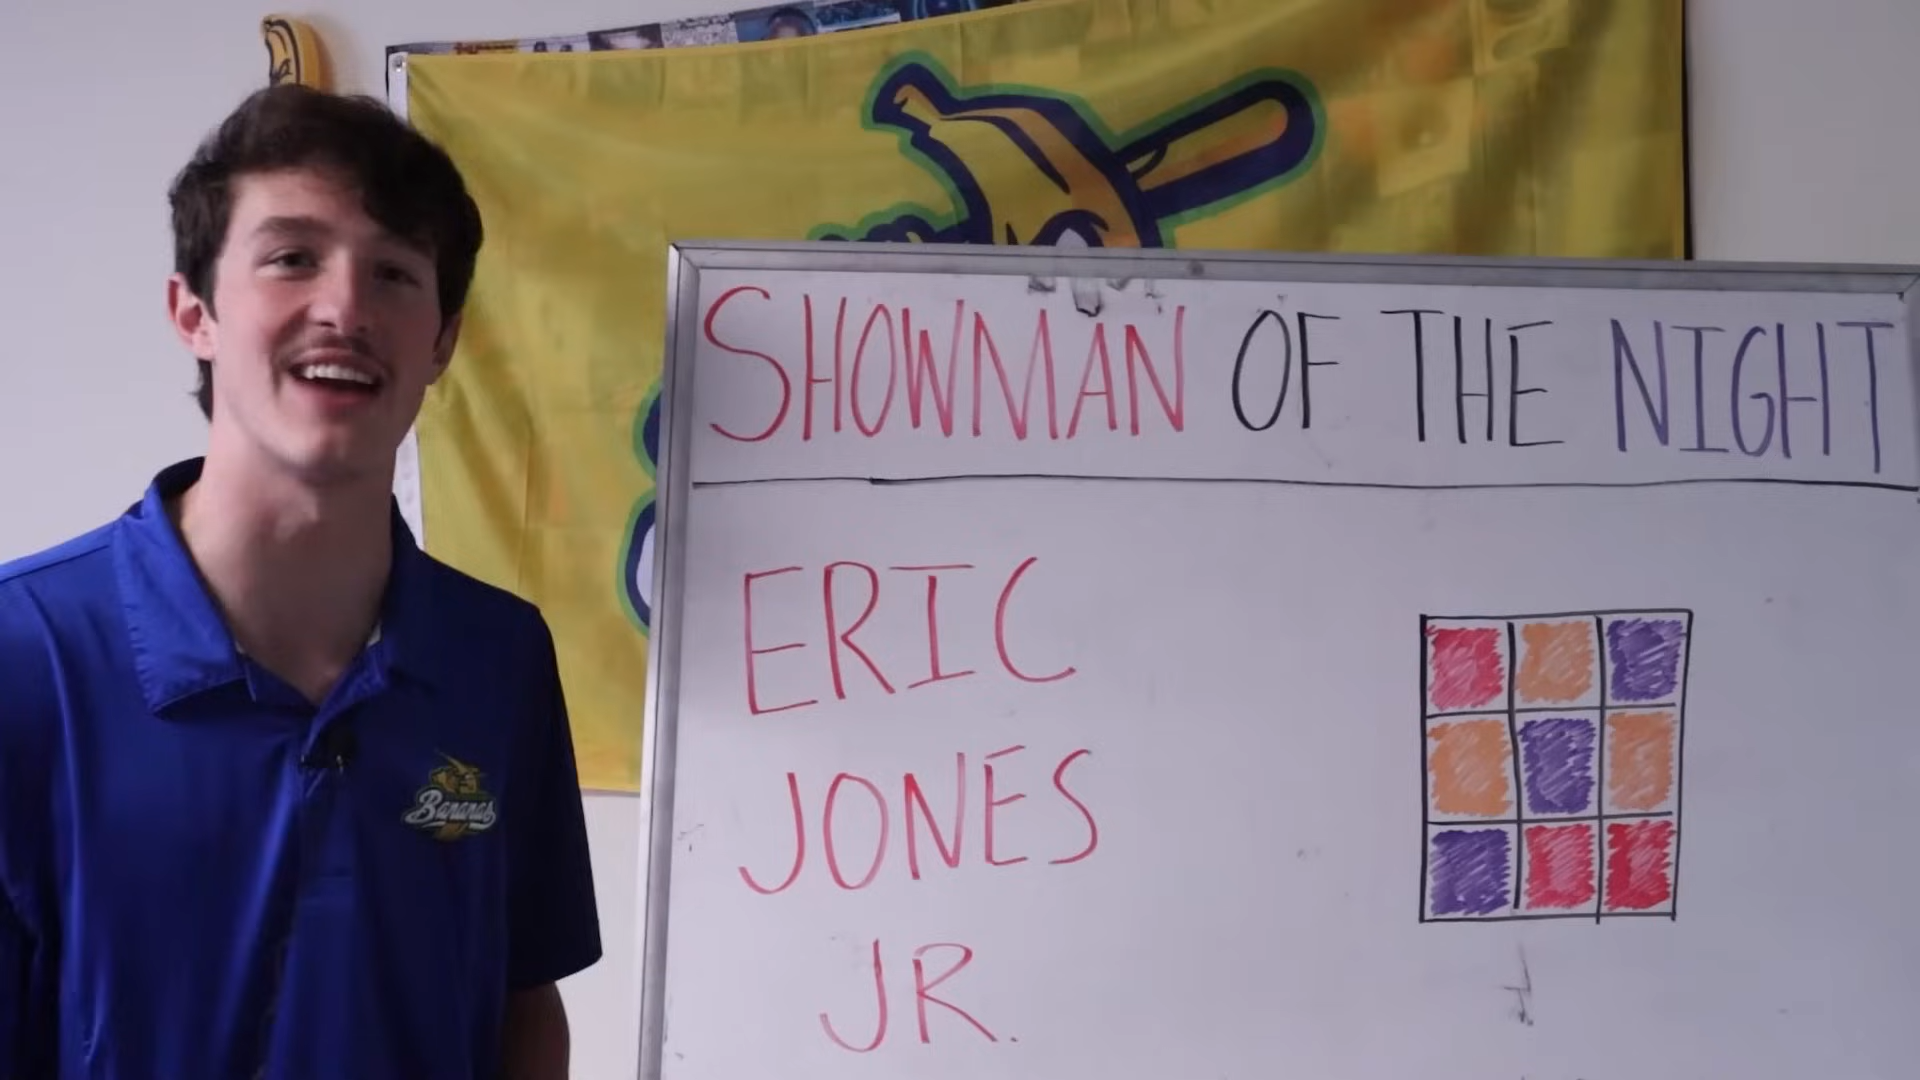 SHOWMAN OF THE NIGHT
ERIC
JONES
JR.
Bananas